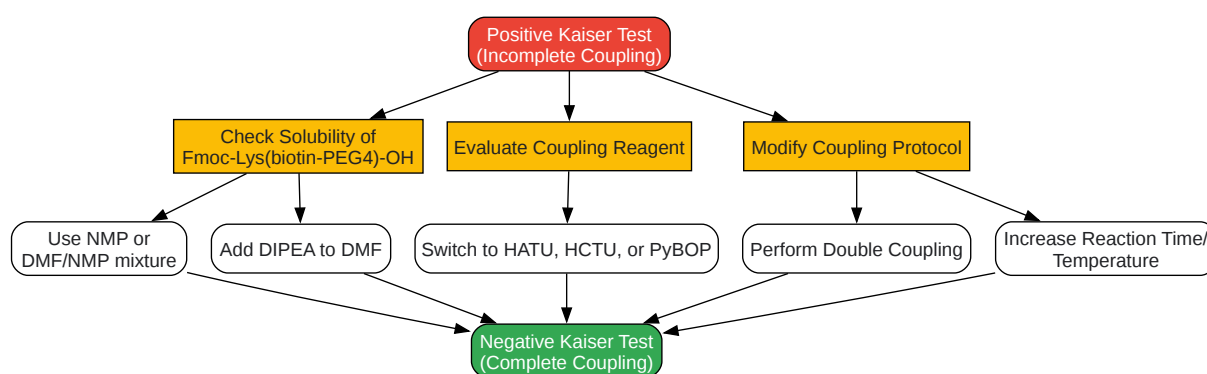 Positive Kaiser Test
(Incomplete Coupling)
Check Solubility of
Fmoc-Lys(biotin-PEG4)-OH
Evaluate Coupling Reagent
Modify Coupling Protocol
Use NMP or
DMF/NMP mixture
Add DIPEA to DMF
Switch to HATU, HCTU, or PyBOP
Perform Double Coupling
Increase Reaction Time/
Temperature
Negative Kaiser Test
(Complete Coupling)